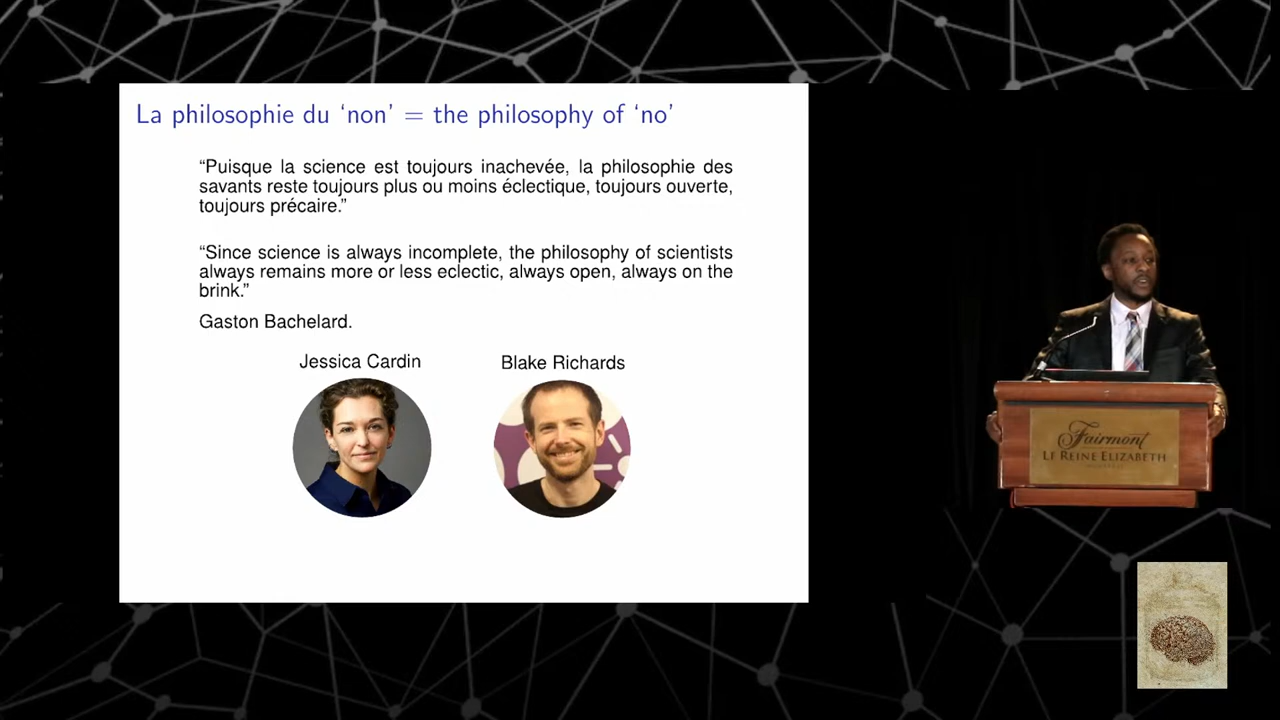 La philosophie du ‘non’ = the philosophy of ‘no’
“Puisque la science est toujours inachevée, la philosophie des
savants reste toujours plus ou moins éclectique, toujours ouverte,
toujours précaire.”
“Since science is always incomplete, the philosophy of scientists
always remains more or less eclectic, always open, always on the
brink.”
Gaston Bachelard.
Jessica Cardin
Blake Richards
Fairmont
LE REINE ELIZABETH